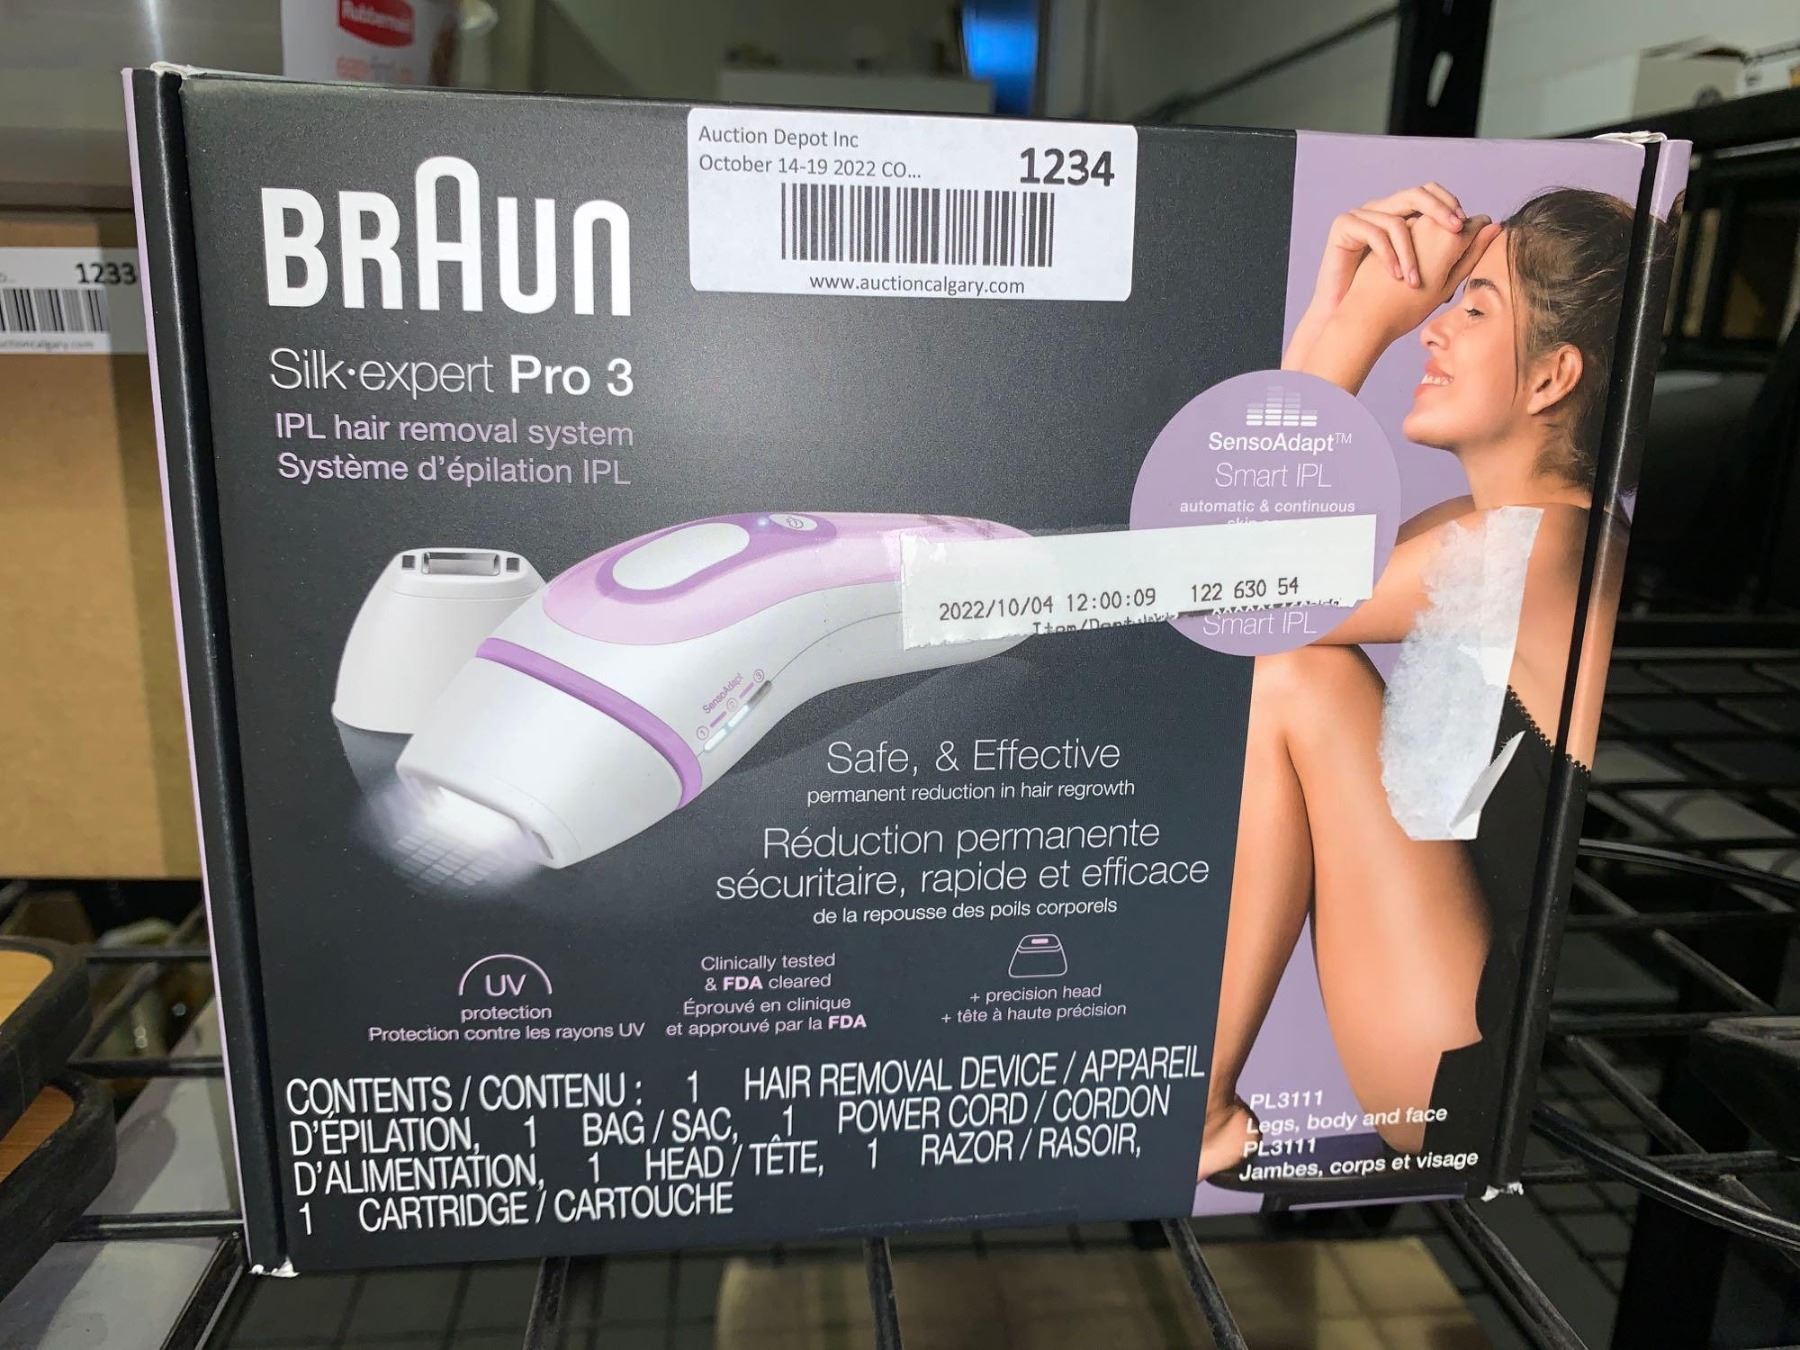 Rubbermaid
Auction Depot Inc
October 14-19 2022 CO...
1234
www.auctioncalgary.com
1233
BRAUN
Silk·expert Pro 3
IPL hair removal system
Système d'épilation IPL
SensoAdapt™
Smart IPL
automatic & continuous
2022/10/04 12:00:09 122 630 54
Smart IPL
SensoAdapt
1 2 3
Safe, & Effective
permanent reduction in hair regrowth
Réduction permanente
sécuritaire, rapide et efficace
de la repousse des poils corporels
UV
protection
Protection contre les rayons UV
Clinically tested
& FDA cleared
Éprouvé en clinique
et approuvé par la FDA
+ precision head
+ tête à haute précision
CONTENTS / CONTENU : 1 HAIR REMOVAL DEVICE / APPAREIL
D'ÉPILATION, 1 BAG / SAC, 1 POWER CORD / CORDON
D'ALIMENTATION, 1 HEAD / TÊTE, 1 RAZOR / RASOIR,
1 CARTRIDGE / CARTOUCHE
PL3111
Legs, body and face
PL3111
Jambes, corps et visage